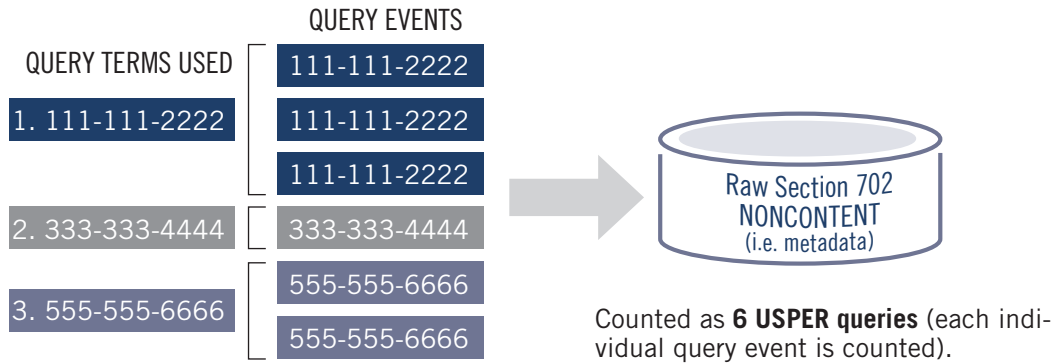 QUERY EVENTS
QUERY TERMS USED
111-111-2222
1. 111-111-2222
111-111-2222
111-111-2222
2. 333-333-4444
333-333-4444
3. 555-555-6666
555-555-6666
555-555-6666
Raw Section 702
NONCONTENT
(i.e. metadata)
Counted as 6 USPER queries (each indi-
vidual query event is counted).